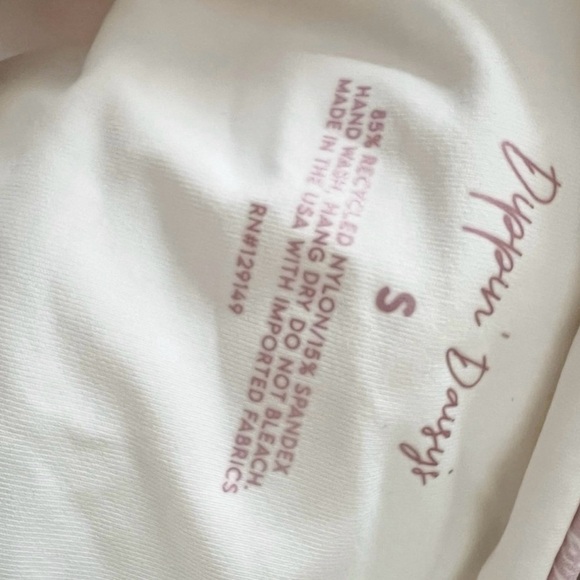 Dippin' Daisy's
S
85% RECYCLED NYLON/15% SPANDEX
HAND WASH HANG DRY DO NOT BLEACH.
MADE IN THE USA WITH IMPORTED FABRICS
RN#129149